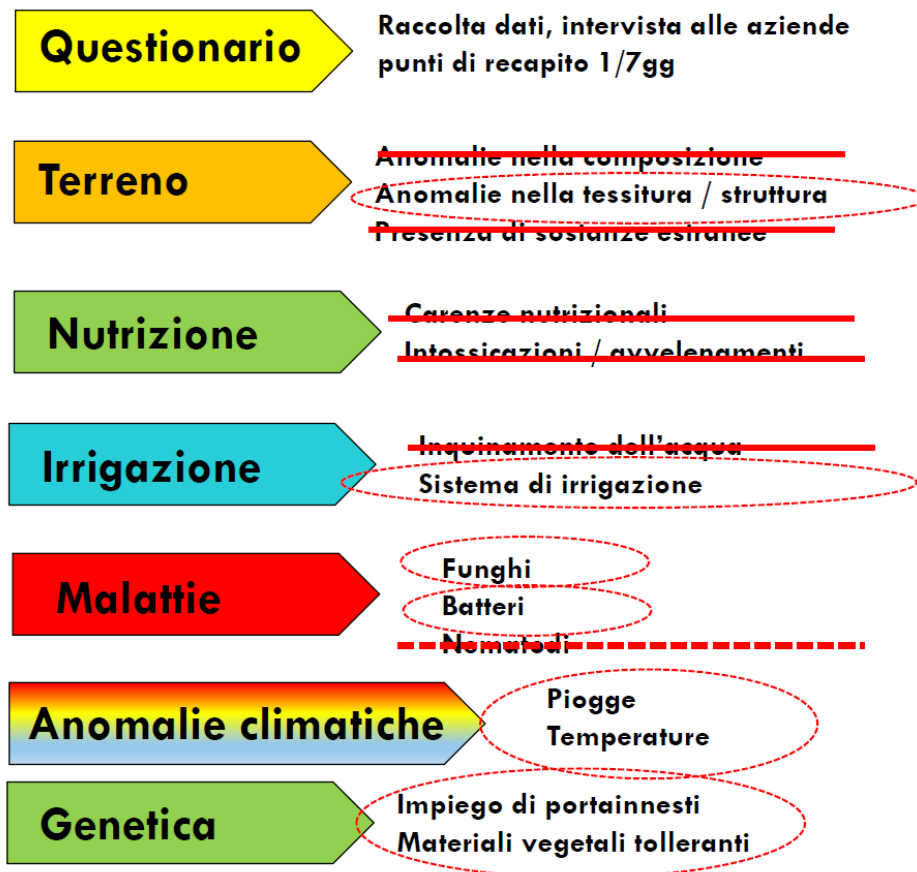 Questionario
Raccolta dati, intervista alle aziende
punti di recapito 1/7gg
Terreno
Anomalie nella composizione
Anomalie nella tessitura / struttura
Presenza di sostanze estranee
Nutrizione
Carenze nutrizionali
Intossicazioni / avvelenamenti
Irrigazione
Inquinamento dell'acqua
Sistema di irrigazione
Malattie
Funghi
Batteri
Nematodi
Anomalie climatiche
Piogge
Temperature
Genetica
Impiego di portainnesti
Materiali vegetali tolleranti